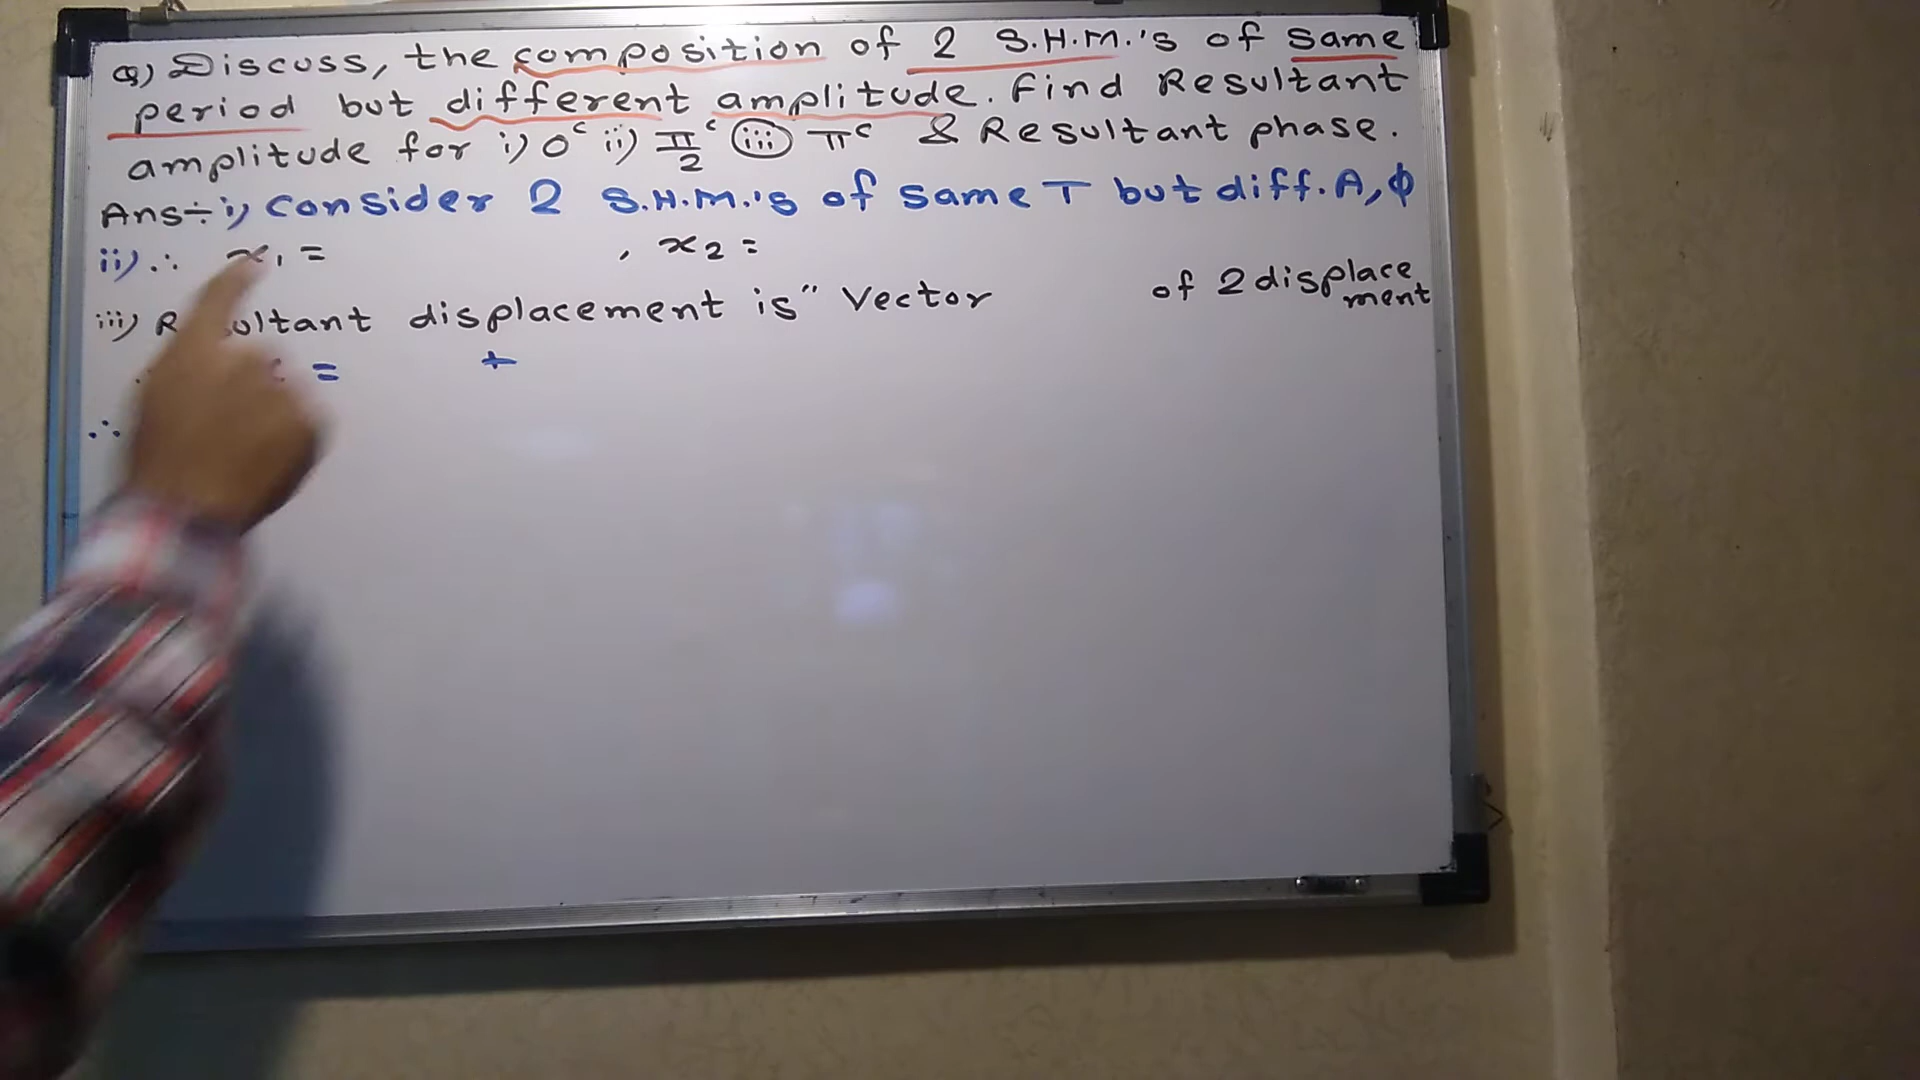 Q) Discuss, the composition of 2 S.H.M.'s of same
period but different amplitude. Find Resultant
amplitude for i) 0ᶜ ii) π/2ᶜ iii) πᶜ & Resultant phase.
Ans÷ i) Consider 2 S.H.M.'s of same T but diff. A, ϕ
ii) ∴ x₁ = , x₂ =
iii) Resultant displacement is " Vector of 2 displacement
= +
∴